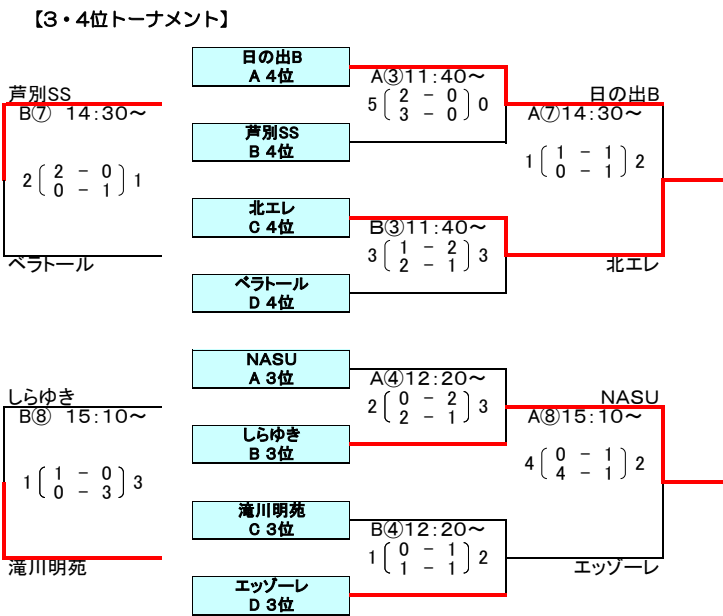 【３・４位トーナメント】
日の出B
A 4位
芦別SS
B 4位
北エレ
C 4位
ベラトール
D 4位
NASU
A 3位
しらゆき
B 3位
滝川明苑
C 3位
エッゾーレ
D 3位
芦別SS
B⑦ 14:30～
2 ( 2 － 0 ) 1
0 － 1
ベラトール
しらゆき
B⑧ 15:10～
1 ( 1 － 0 ) 3
0 － 3
滝川明苑
A③11:40～
5 ( 2 － 0 ) 0
3 － 0
B③11:40～
3 ( 1 － 2 ) 3
2 － 1
A④12:20～
2 ( 0 － 2 ) 3
2 － 1
B④12:20～
1 ( 0 － 1 ) 2
1 － 1
日の出B
A⑦14:30～
1 ( 1 － 1 ) 2
0 － 1
北エレ
NASU
A⑧15:10～
4 ( 0 － 1 ) 2
4 － 1
エッゾーレ